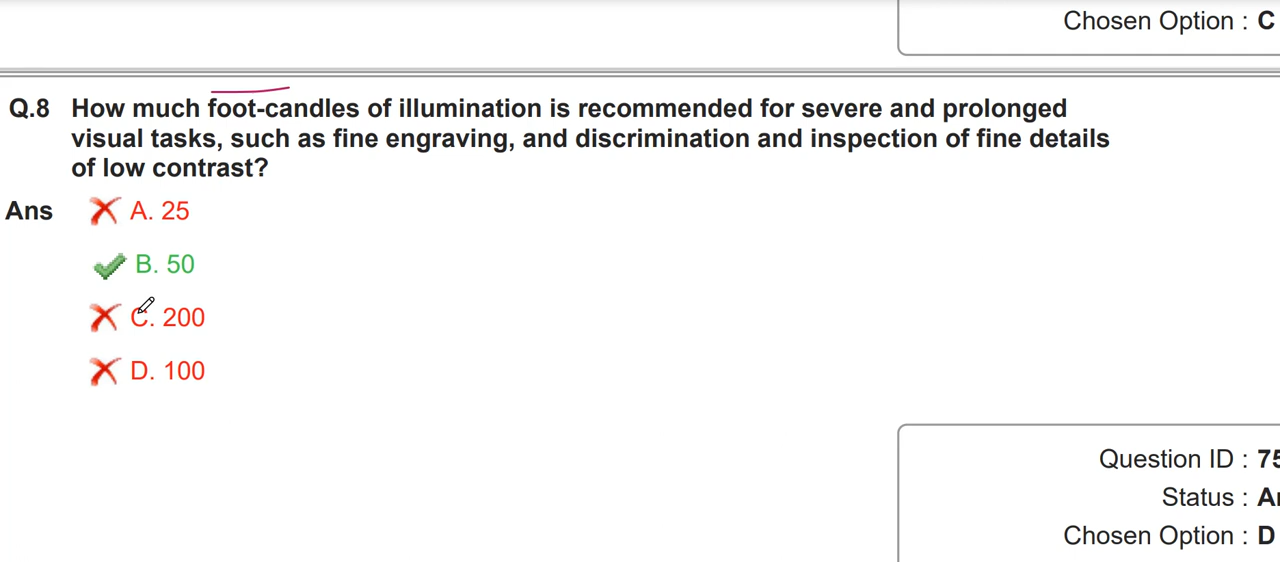 Chosen Option : C
Q.8 How much foot-candles of illumination is recommended for severe and prolonged
visual tasks, such as fine engraving, and discrimination and inspection of fine details
of low contrast?
Ans A. 25
B. 50
C. 200
D. 100
Question ID : 75
Status :
Chosen Option : D